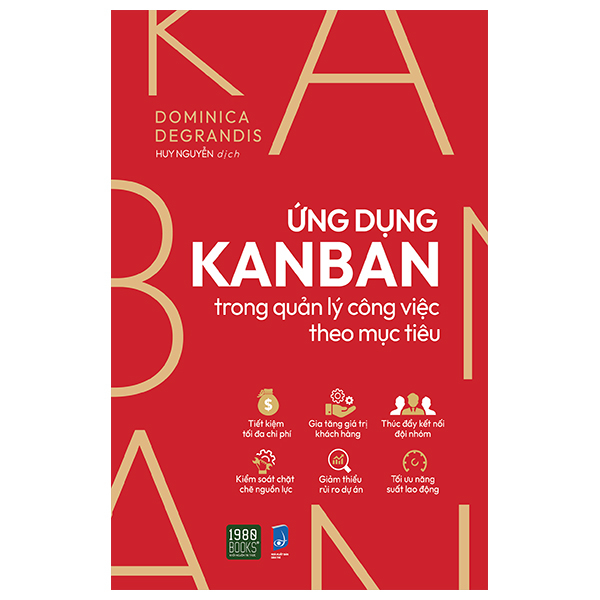 KA
DOMINICA
DEGRANDIS
HUY NGUYỄN dịch
B N
ỨNG DỤNG
KANBAN
trong quản lý công việc
theo mục tiêu
Tiết kiệm
tối đa chi phí
Gia tăng giá trị
khách hàng
Thúc đẩy kết nối
đội nhóm
Kiểm soát chặt
chẽ nguồn lực
Giảm thiểu
rủi ro dự án
Tối ưu năng
suất lao động
AN
1980
BOOKS